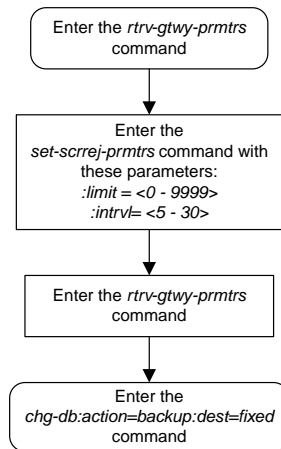 Enter the rtrv-gtwy-prmtrs
command
Enter the
set-scrrej-prmtrs command with
these parameters:
:limit = <0 - 9999>
:intrvl= <5 - 30>
Enter the rtrv-gtwy-prmtrs
command
Enter the
chg-db:action=backup:dest=fixed
command